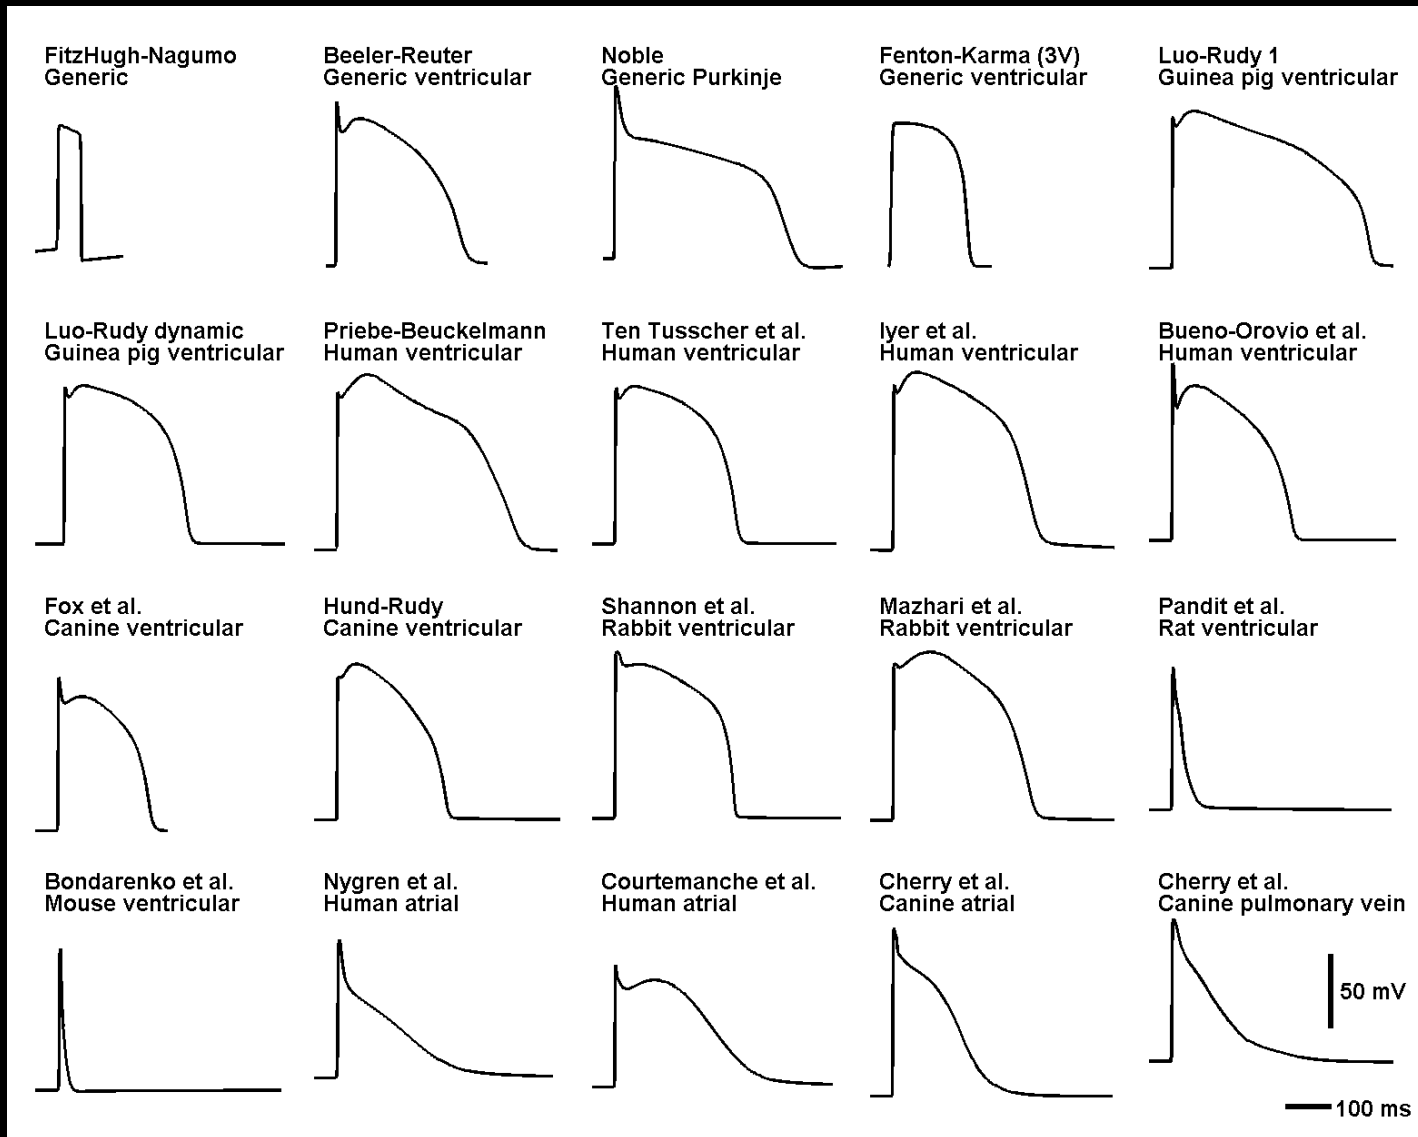 FitzHugh-Nagumo
Generic
Beeler-Reuter
Generic ventricular
Noble
Generic Purkinje
Fenton-Karma (3V)
Generic ventricular
Luo-Rudy 1
Guinea pig ventricular
Luo-Rudy dynamic
Guinea pig ventricular
Priebe-Beuckelmann
Human ventricular
Ten Tusscher et al.
Human ventricular
Iyer et al.
Human ventricular
Bueno-Orovio et al.
Human ventricular
Fox et al.
Canine ventricular
Hund-Rudy
Canine ventricular
Shannon et al.
Rabbit ventricular
Mazhari et al.
Rabbit ventricular
Pandit et al.
Rat ventricular
Bondarenko et al.
Mouse ventricular
Nygren et al.
Human atrial
Courtemanche et al.
Human atrial
Cherry et al.
Canine atrial
Cherry et al.
Canine pulmonary vein
50 mV
100 ms